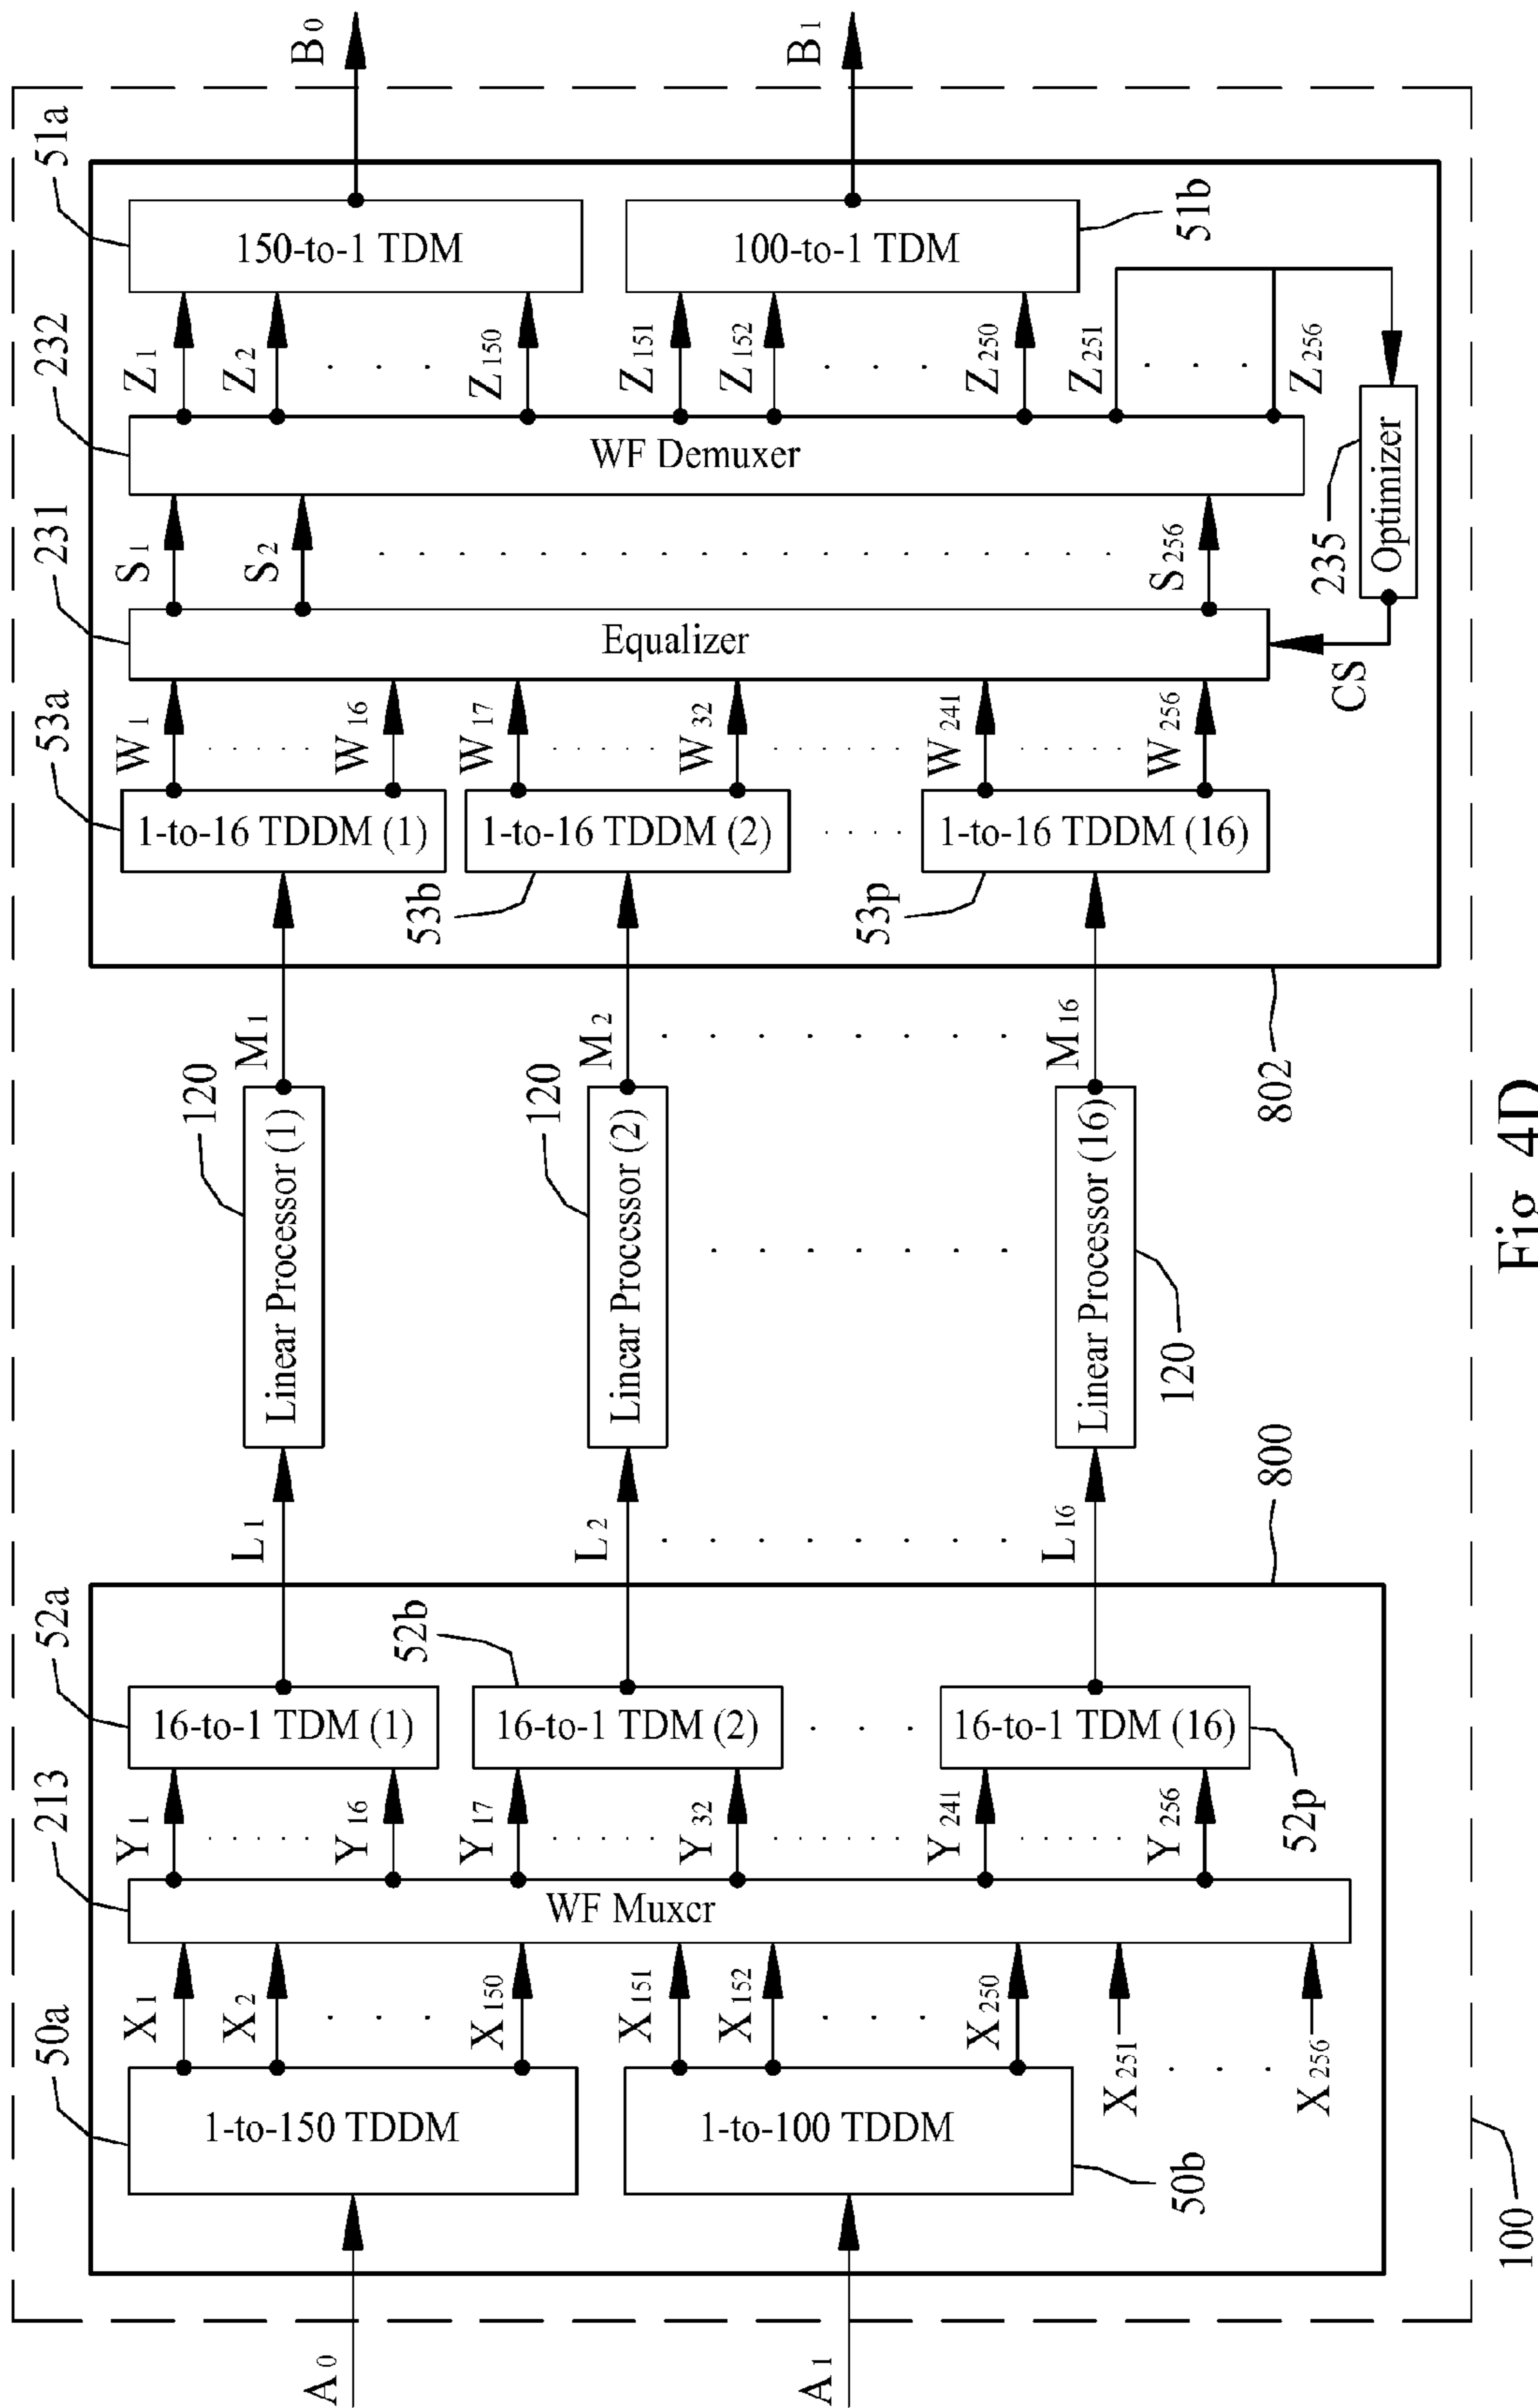 A0
A1
100
800
50a
1-to-150 TDDM
50b
1-to-100 TDDM
X1
X2
X150
X151
X152
X250
X251
X256
213
WF Muxer
Y1
Y16
Y17
Y32
Y241
Y256
52a
16-to-1 TDM (1)
52b
16-to-1 TDM (2)
52p
16-to-1 TDM (16)
L1
L2
L16
120
Linear Processor (1)
120
Linear Processor (2)
120
Linear Processor (16)
M1
M2
M16
802
53a
1-to-16 TDDM (1)
53b
1-to-16 TDDM (2)
53p
1-to-16 TDDM (16)
W1
W16
W17
W32
W241
W256
231
Equalizer
CS
S1
S2
S256
235
Optimizer
232
WF Demuxer
Z1
Z2
Z150
Z151
Z152
Z250
Z251
Z256
51a
150-to-1 TDM
51b
100-to-1 TDM
B0
B1
Fig. 4D